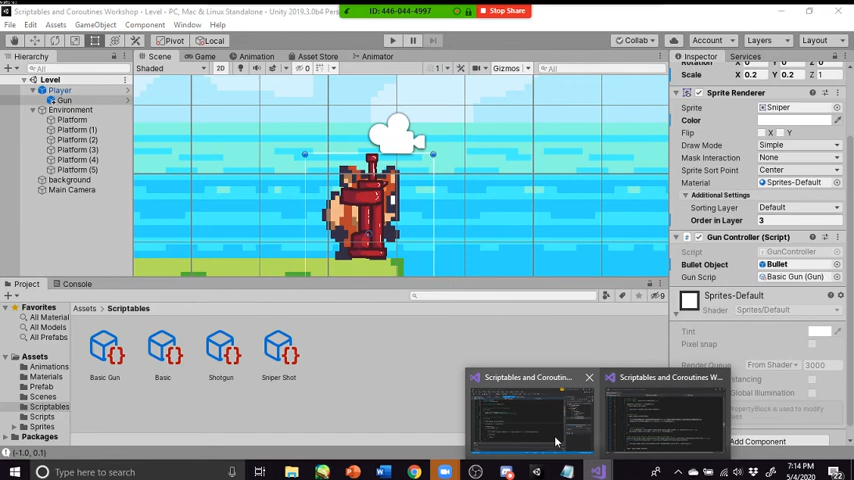 Scriptables and Coroutines Workshop - Level - PC, Mac & Linux Standalone - Unity 2019.3.0b4 Pers
ID: 446-044-4997
Stop Share
File Edit Assets GameObject Component Window Help
Pivot Local Collab Account Layers Layout
Hierarchy
All
Level
Player
Gun
Environment
Platform
Platform (1)
Platform (2)
Platform (3)
Platform (4)
Platform (5)
background
Main Camera
Scene Game Animation Asset Store Animator
Shaded 2D 0 1 Gizmos All
Inspector Services
Rotation
Scale X 0.2 Y 0.2 Z 1
Sprite Renderer
Sprite Sniper
Color
Flip X Y
Draw Mode Simple
Mask Interaction None
Sprite Sort Point Center
Material Sprites-Default
Additional Settings
Sorting Layer Default
Order in Layer 3
Gun Controller (Script)
Script GunController
Bullet Object Bullet
Gun Scrip Basic Gun (Gun)
Sprites-Default
Shader Sprites/Default
Tint
Pixel snap
Render Queue From Shader 3000
Add Component
Project Console
9
Favorites
All Material
All Models
All Prefabs
Assets
Animations
Materials
Prefab
Scenes
Scriptables
Scripts
Sprites
Packages
Assets > Scriptables
Basic Gun
Basic
Shotgun
Sniper Shot
Scriptables and Coroutin...
Scriptables and Coroutines W...
(-1.0, 0.1)
Type here to search
7:14 PM
5/4/2020
22